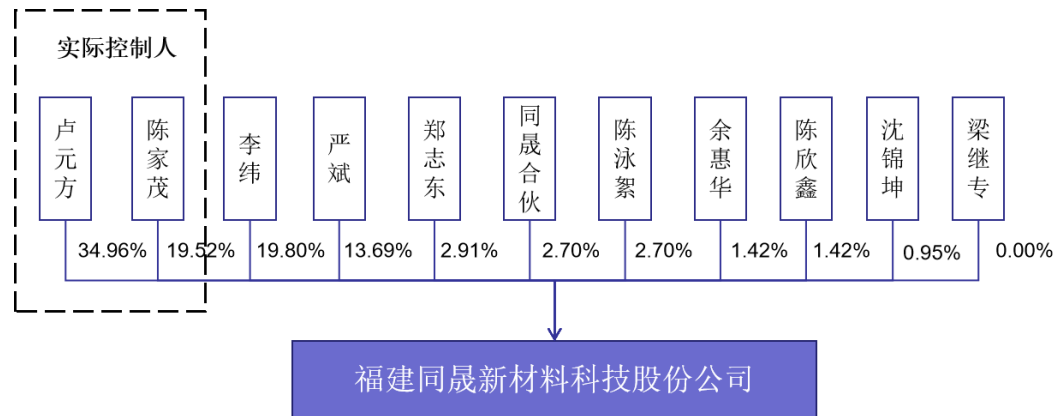 实际控制人
卢元方
陈家茂
李纬
严斌
郑志东
同晟合伙
陈泳絮
余惠华
陈欣鑫
沈锦坤
梁继专
34.96%
19.52%
19.80%
13.69%
2.91%
2.70%
2.70%
1.42%
1.42%
0.95%
0.00%
福建同晟新材料科技股份公司